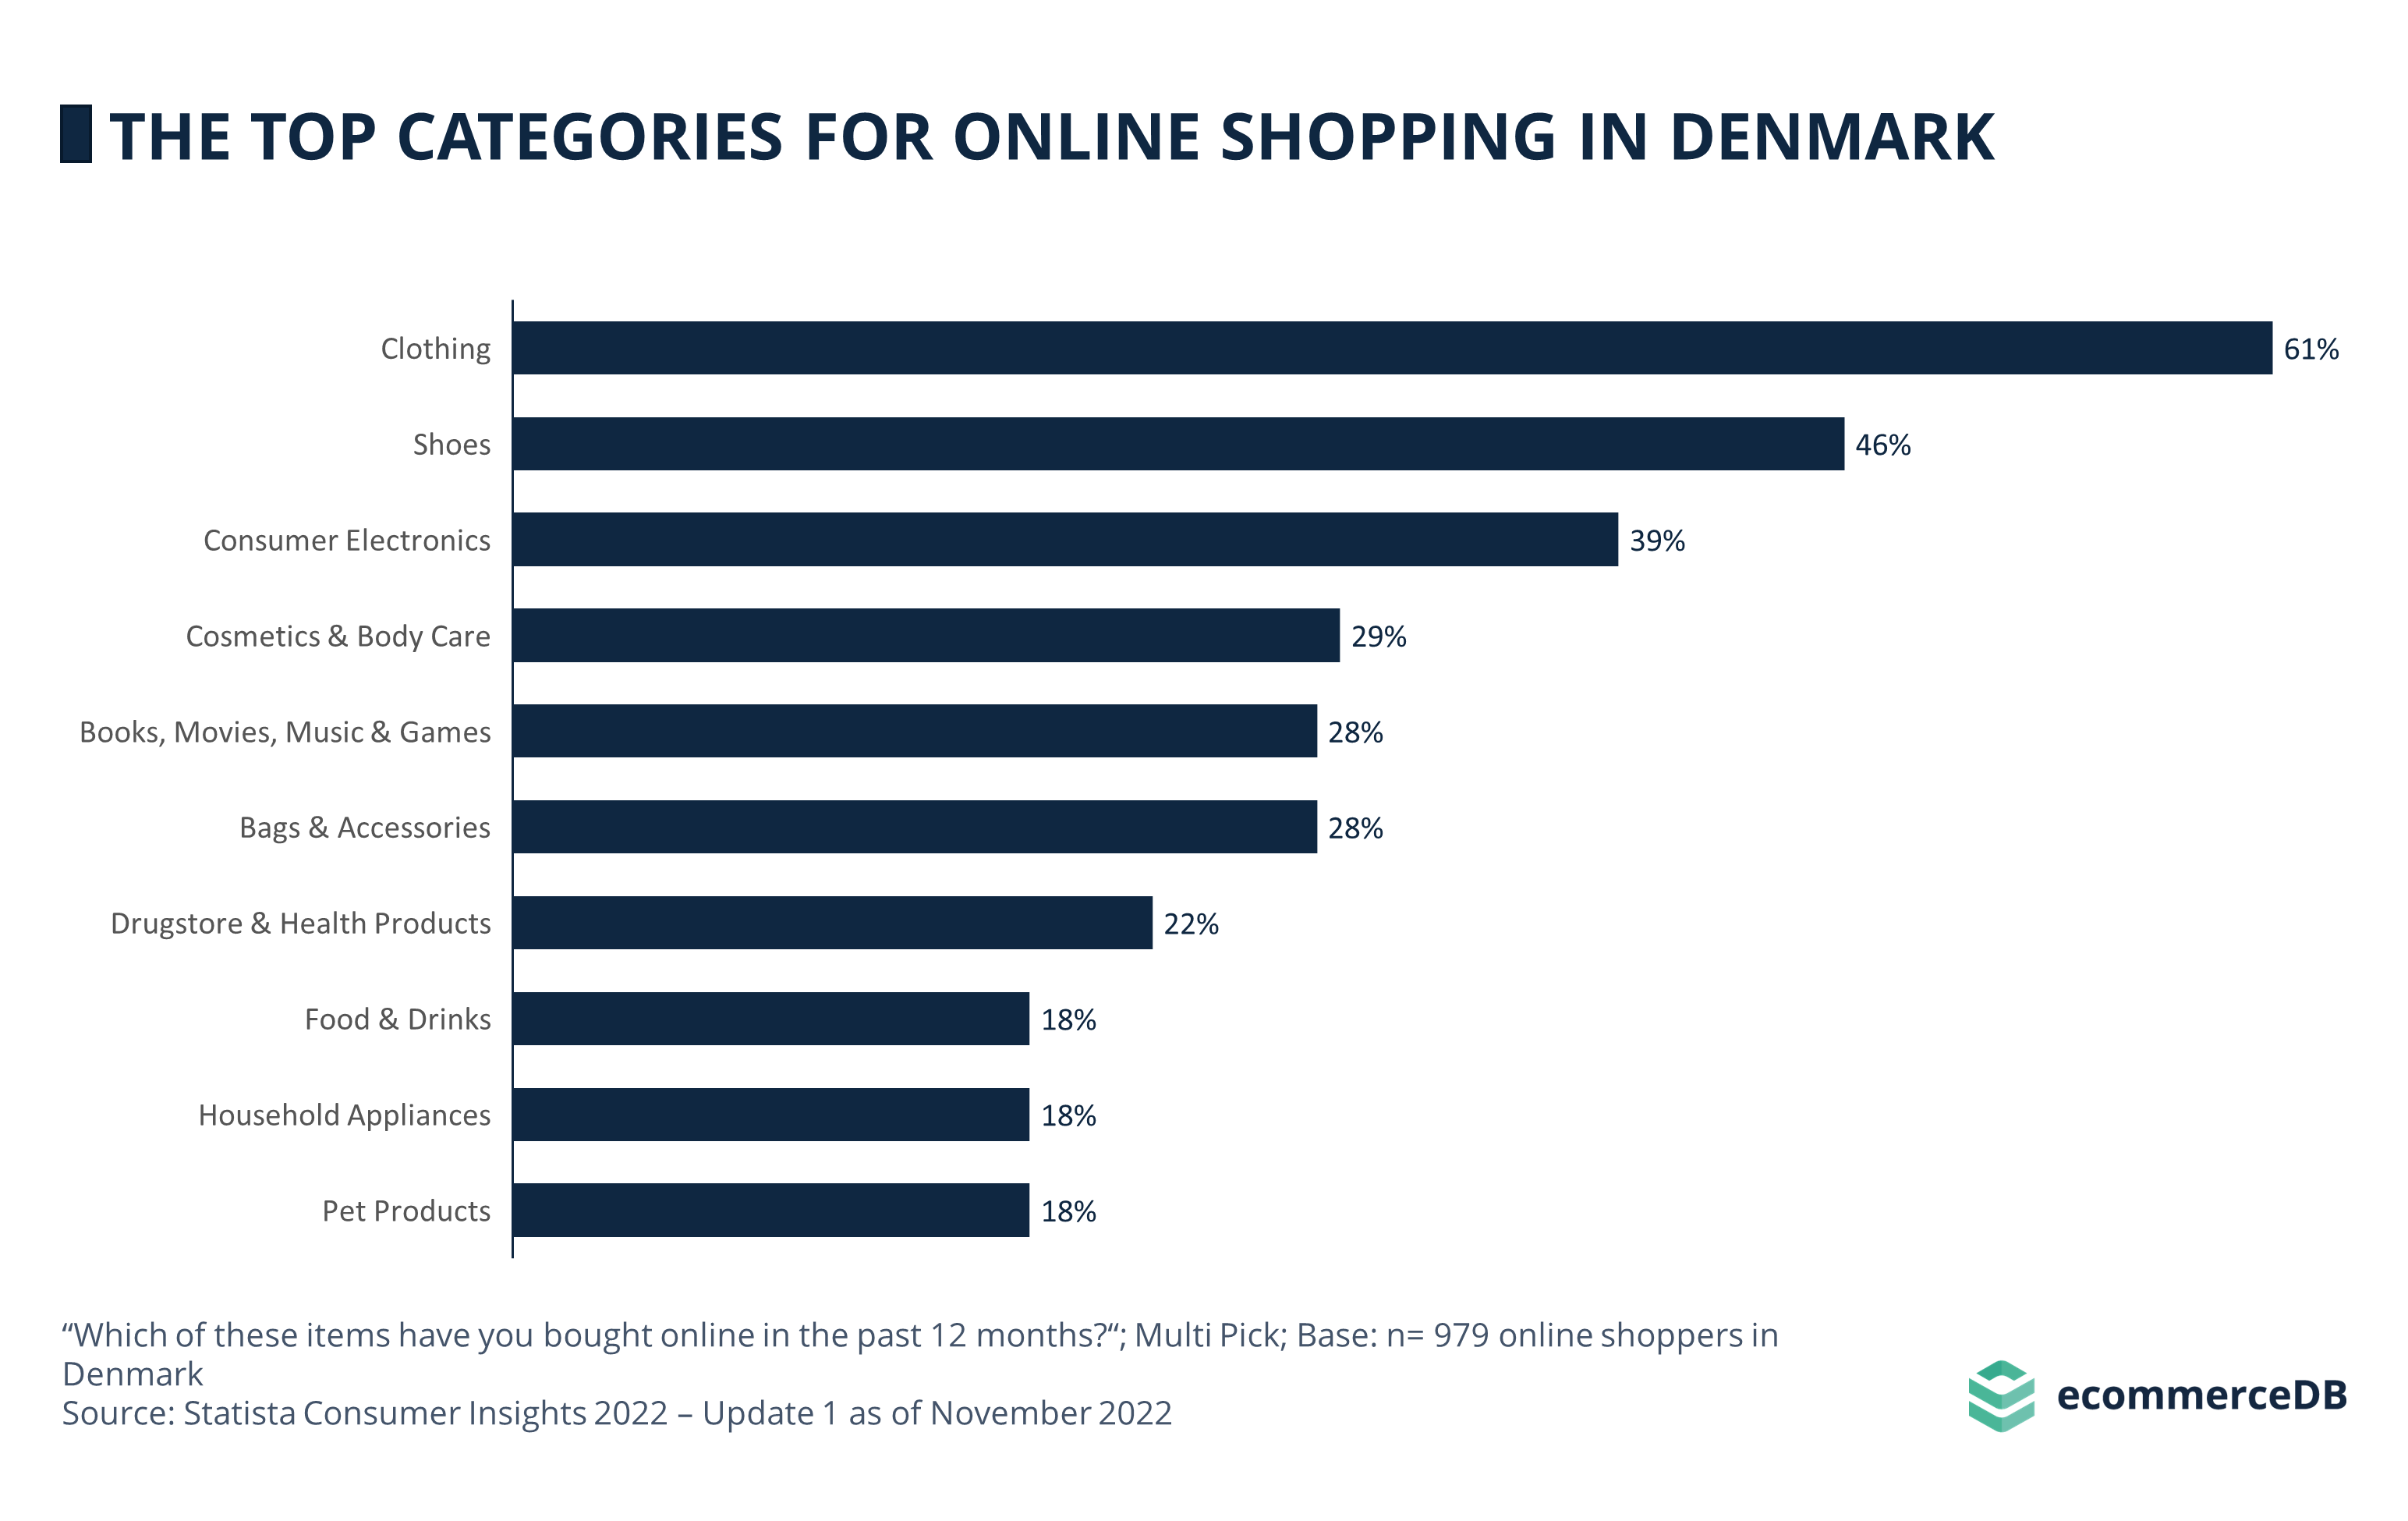 THE TOP CATEGORIES FOR ONLINE SHOPPING IN DENMARK
Clothing 61%
Shoes 46%
Consumer Electronics 39%
Cosmetics & Body Care 29%
Books, Movies, Music & Games 28%
Bags & Accessories 28%
Drugstore & Health Products 22%
Food & Drinks 18%
Household Appliances 18%
Pet Products 18%
“Which of these items have you bought online in the past 12 months?“; Multi Pick; Base: n= 979 online shoppers in
Denmark
Source: Statista Consumer Insights 2022 – Update 1 as of November 2022
ecommerceDB